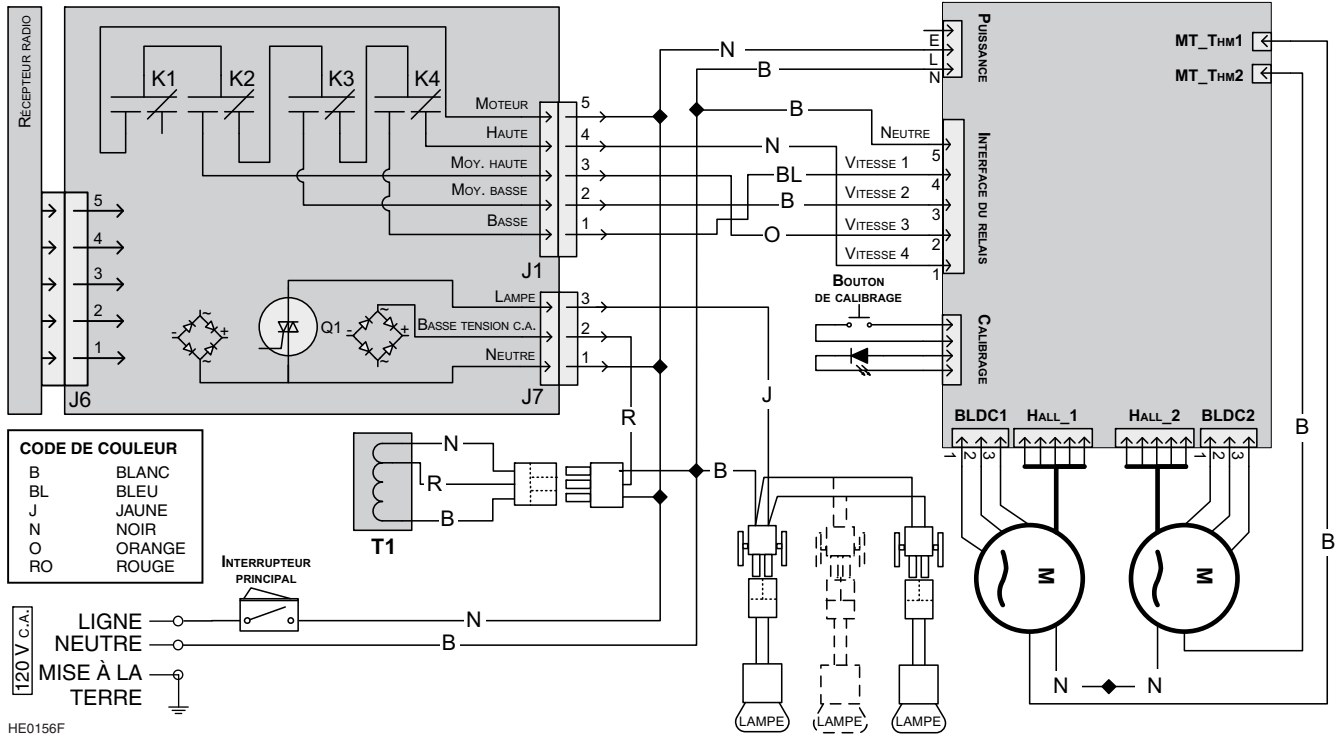 RÉCEPTEUR RADIO
K1
K2
K3
K4
MOTEUR
HAUTE
MOY. HAUTE
MOY. BASSE
BASSE
5
4
3
2
1
J1
5
4
3
2
1
J6
Q1
LAMPE
BASSE TENSION C.A.
NEUTRE
3
2
1
J7
N
B
B
N
BL
B
O
J
R
PUISSANCE
E
L
N
INTERFACE DU RELAIS
NEUTRE
VITESSE 1
VITESSE 2
VITESSE 3
VITESSE 4
5
4
3
2
1
BOUTON
DE CALIBRAGE
CALIBRAGE
MT_THM1
MT_THM2
BLDC1
HALL_1
HALL_2
BLDC2
1
2
3
1
2
3
B
B
M
M
N
N
CODE DE COULEUR
B BLANC
BL BLEU
J JAUNE
N NOIR
O ORANGE
RO ROUGE
N
R
B
T1
B
INTERRUPTEUR
PRINCIPAL
120 V C.A.
LIGNE
NEUTRE
MISE À LA
TERRE
N
B
LAMPE
LAMPE
LAMPE
HE0156F